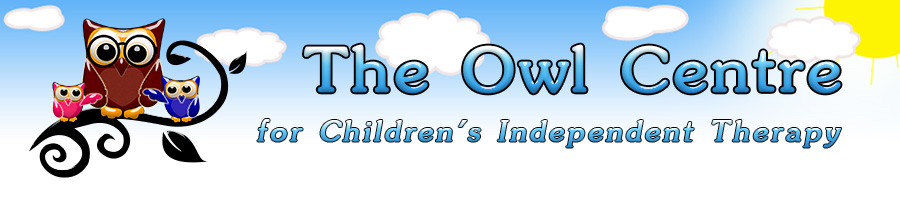 The Owl Centre
for Children's Independent Therapy